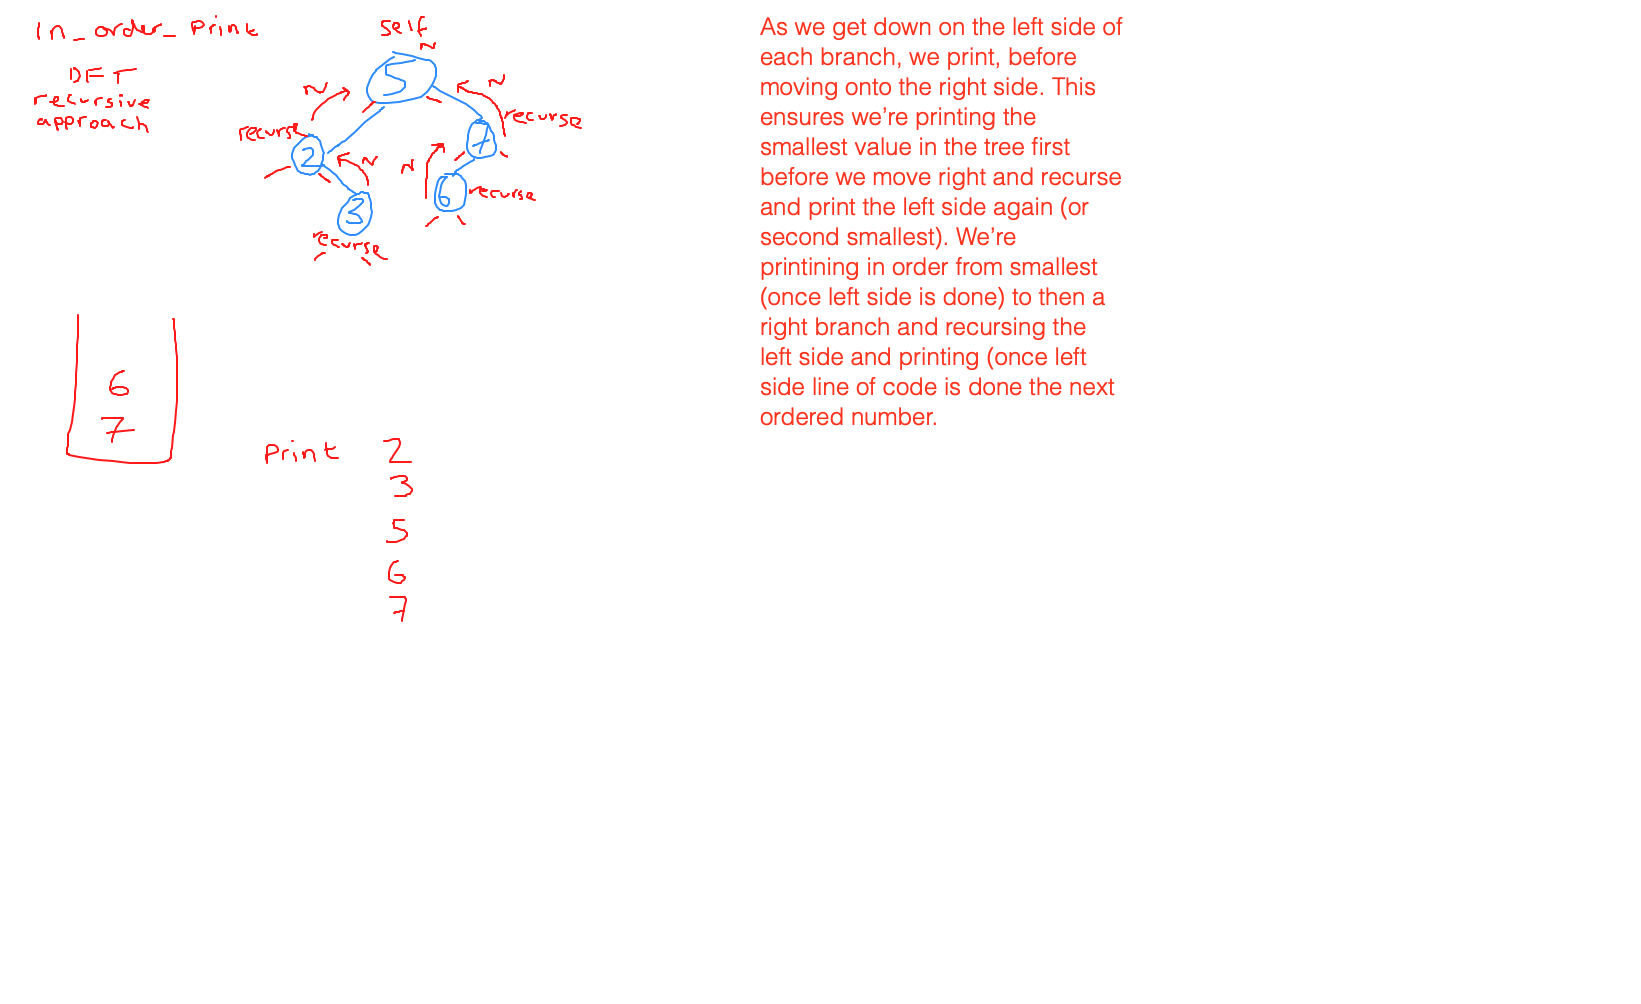 In_order_Print
DFT
recursive
approach
self
N
5
N
N
recurse
recurse
2
N
7
N
3
6
recurse
recurse
6
7
Print 2
3
5
6
7
As we get down on the left side of
each branch, we print, before
moving onto the right side. This
ensures we’re printing the
smallest value in the tree first
before we move right and recurse
and print the left side again (or
second smallest). We’re
printining in order from smallest
(once left side is done) to then a
right branch and recursing the
left side and printing (once left
side line of code is done the next
ordered number.